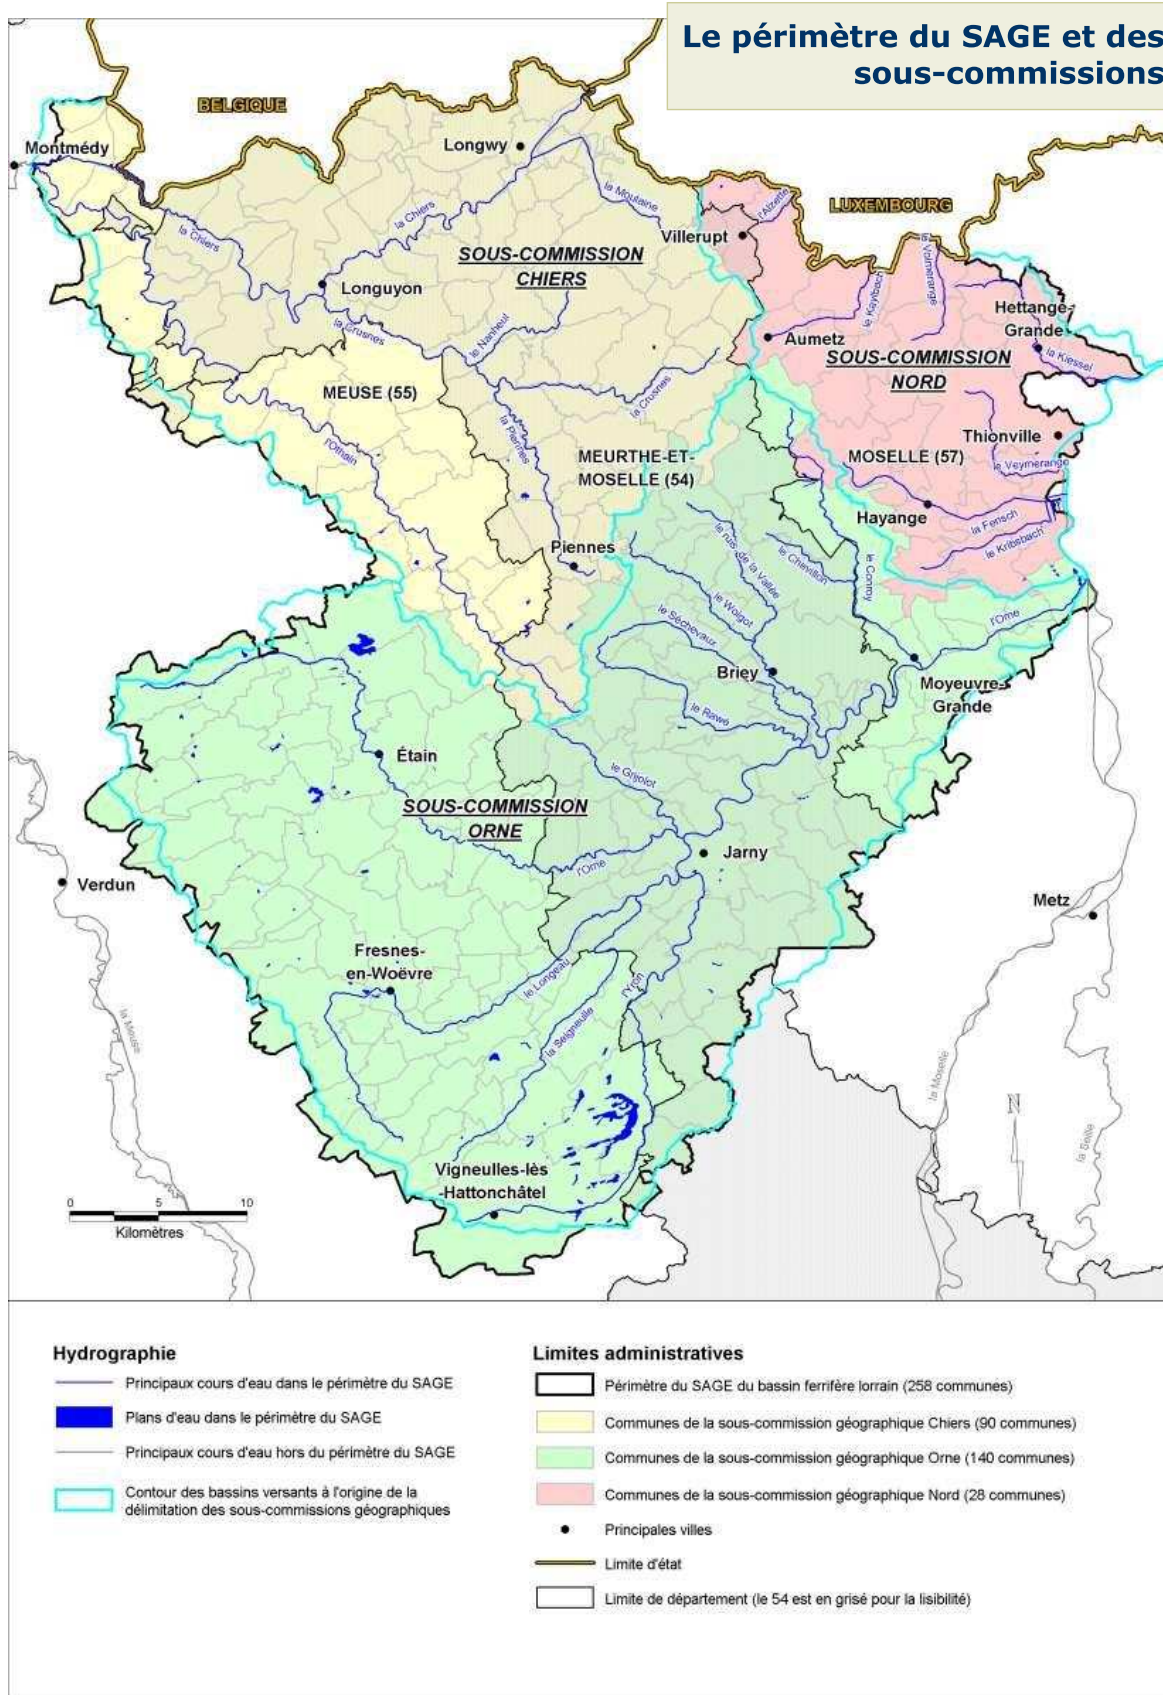 Le périmètre du SAGE et des
sous-commissions
BELGIQUE
Montmédy
Longwy
la Moulaine
l'Alzette
LUXEMBOURG
Villerupt
la Chiers
la Chiers
SOUS-COMMISSION
CHIERS
la Kaylbach
la Volmerange
Longuyon
Hettange-
Grande
la Crusnes
le Nanheul
Aumetz
SOUS-COMMISSION
NORD
la Kiessel
MEUSE (55)
la Crusnes
l'Othain
la Piennes
MEURTHE-ET-
MOSELLE (54)
Thionville
MOSELLE (57)
le Veymerange
Hayange
la Fensch
le Kribsbach
Piennes
le ruis. de la Vallée
le Chevillon
le Conroy
le Woigot
le Séchevaux
l'Orne
Briey
Moyeuvre-
Grande
le Rawé
Étain
le Grijolot
SOUS-COMMISSION
ORNE
Jarny
l'Orne
Verdun
Metz
Fresnes-
en-Woëvre
le Longeau
l'Yron
la Seigneulle
la Meuse
la Moselle
N
la Seille
Vigneulles-lès
-Hattonchâtel
0 5 10
Kilomètres
Hydrographie
Principaux cours d'eau dans le périmètre du SAGE
Plans d'eau dans le périmètre du SAGE
Principaux cours d'eau hors du périmètre du SAGE
Contour des bassins versants à l'origine de la
délimitation des sous-commissions géographiques
Limites administratives
Périmètre du SAGE du bassin ferrifère lorrain (258 communes)
Communes de la sous-commission géographique Chiers (90 communes)
Communes de la sous-commission géographique Orne (140 communes)
Communes de la sous-commission géographique Nord (28 communes)
Principales villes
Limite d'état
Limite de département (le 54 est en grisé pour la lisibilité)